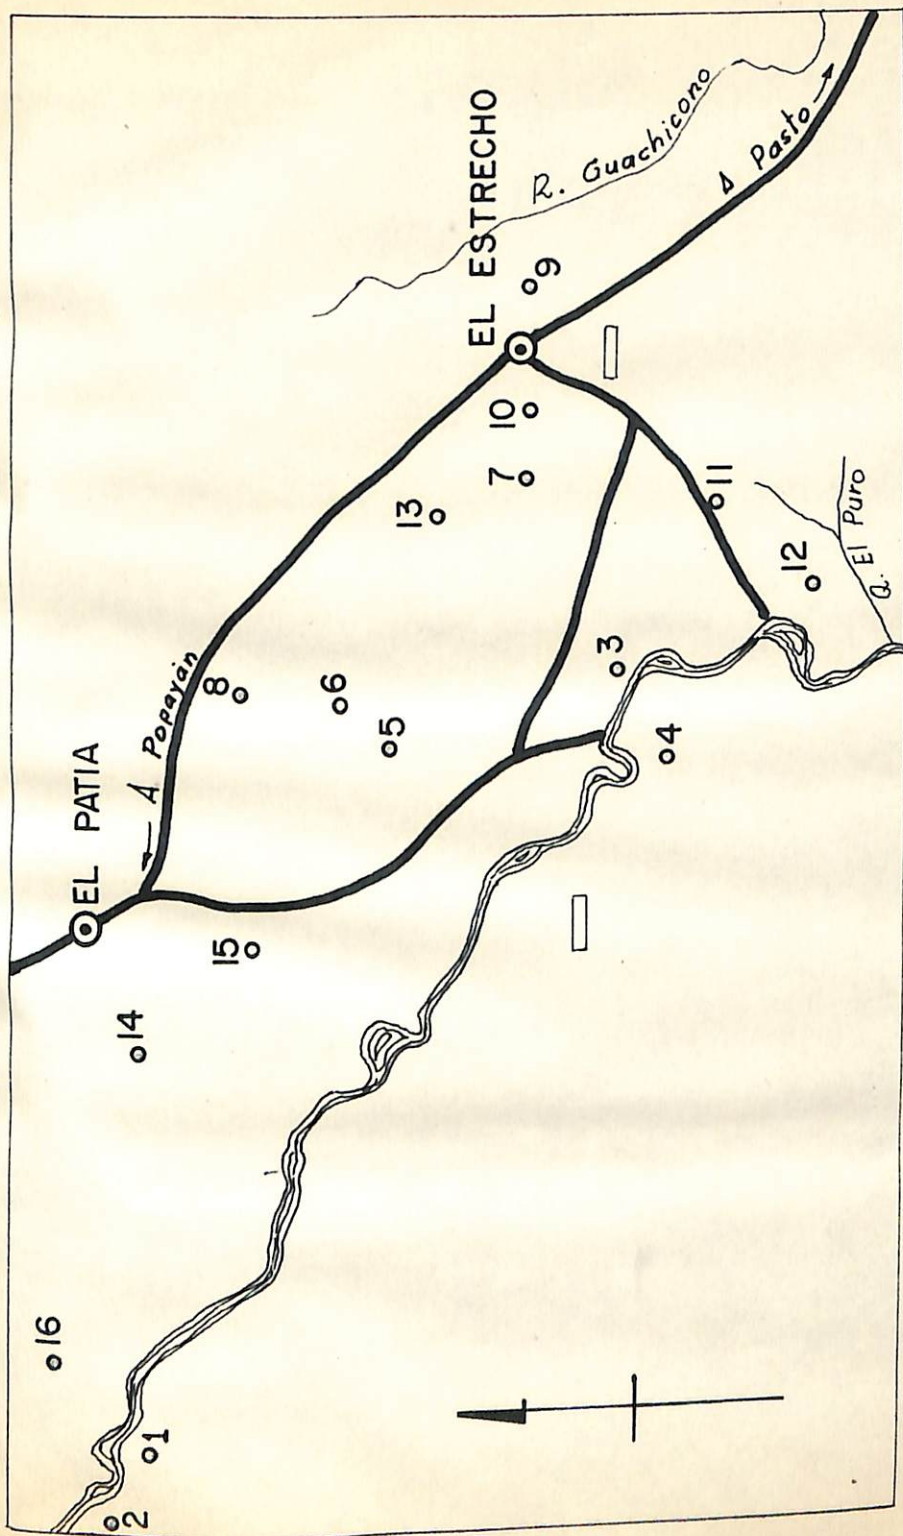 16
EL PATIA
14
2
1
A Popayán
8
15
6
5
13
EL ESTRECHO
10
7
9
R. Guachicono
3
4
11
A Pasto
12
Q. El Puro